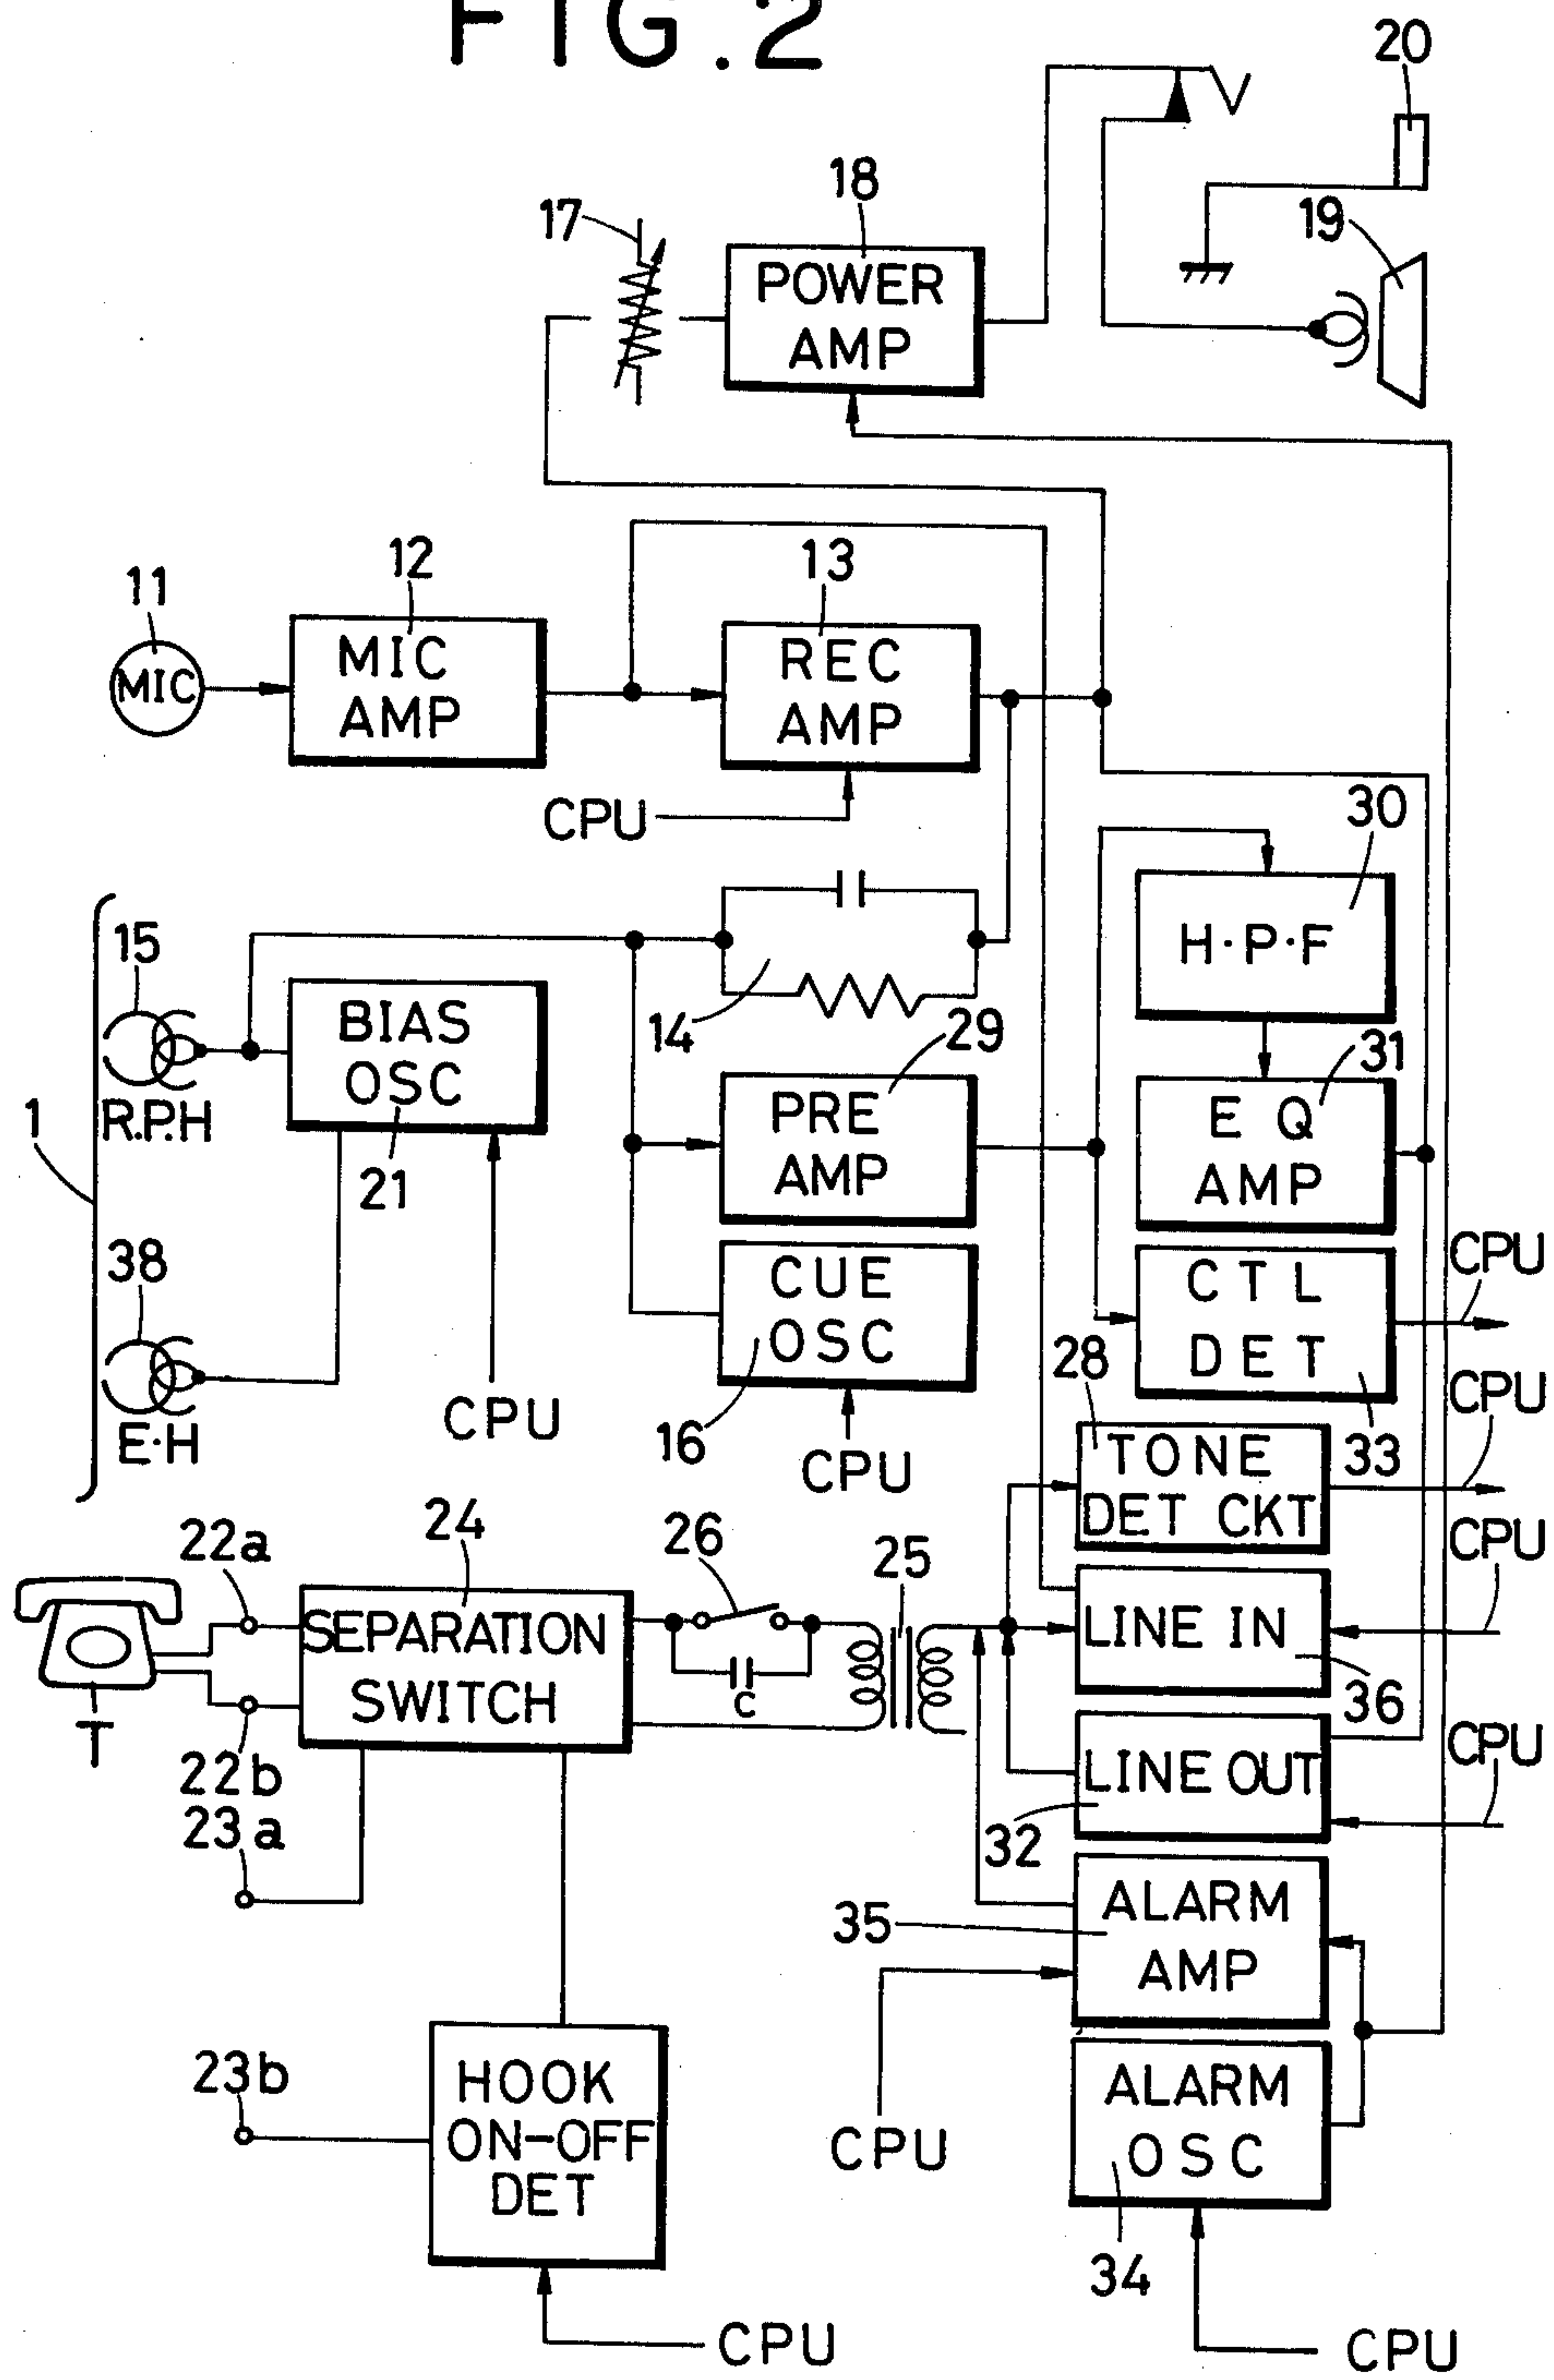 FIG.2
20
18
17
19
POWER
AMP
12
13
11
MIC
MIC
AMP
REC
AMP
CPU
30
15
H.P.F
BIAS
OSC
14
29
31
R.P.H
1
21
PRE
AMP
E Q
AMP
38
CUE
OSC
CTL
DET
CPU
28
E.H
CPU
16
CPU
33
CPU
TONE
DET CKT
CPU
22a
24
26
25
SEPARATION
SWITCH
LINE IN
C
36
T
22b
CPU
23a
LINE OUT
32
35
ALARM
AMP
23b
HOOK
ON-OFF
DET
CPU
ALARM
OSC
34
CPU
CPU